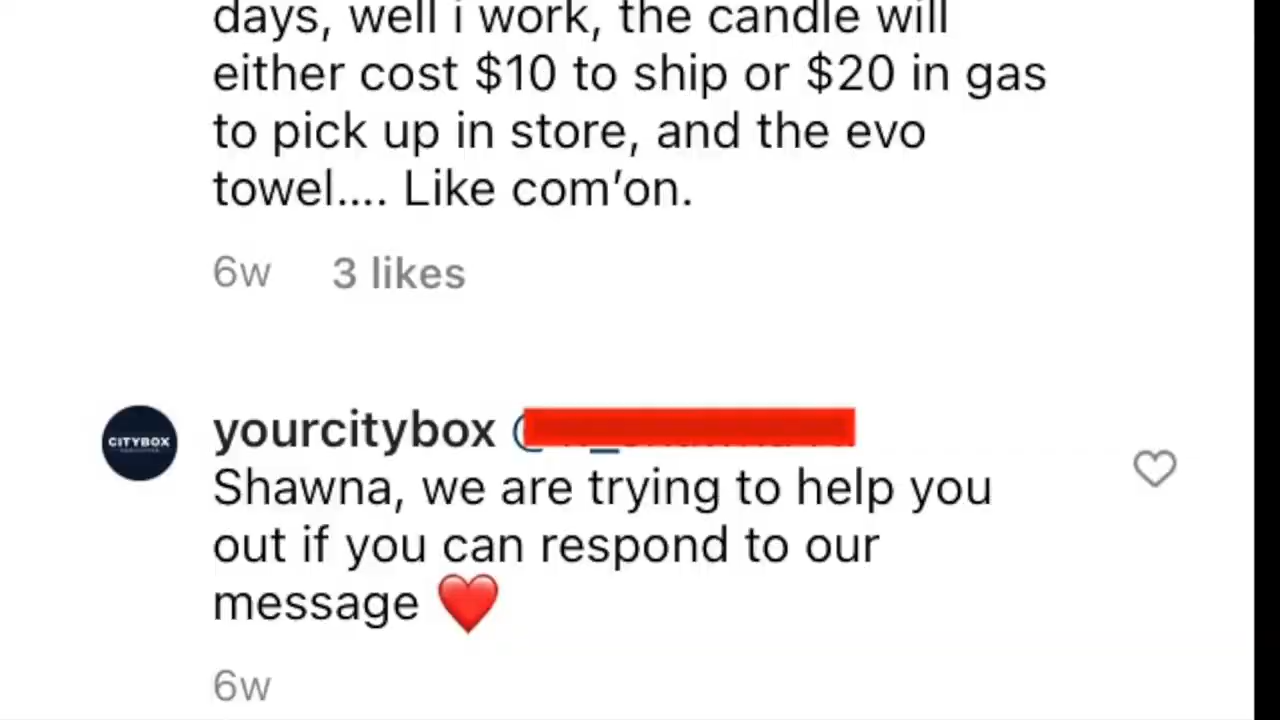 days, well i work, the candle will
either cost $10 to ship or $20 in gas
to pick up in store, and the evo
towel.... Like com’on.
6w 3 likes
CITYBOX
yourcitybox
Shawna, we are trying to help you
out if you can respond to our
message ❤️
6w